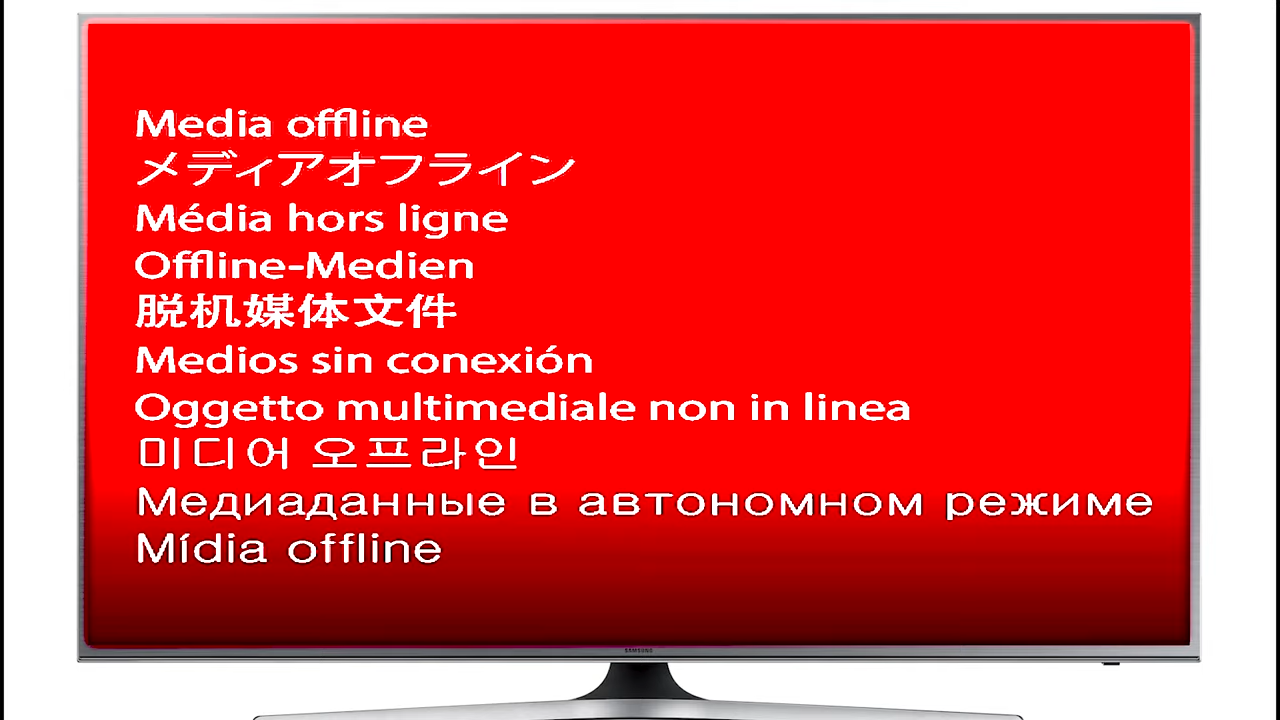 Media offline
メディアオフライン
Média hors ligne
Offline-Medien
脱机媒体文件
Medios sin conexión
Oggetto multimediale non in linea
미디어 오프라인
Медиаданные в автономном режиме
Mídia offline
SAMSUNG